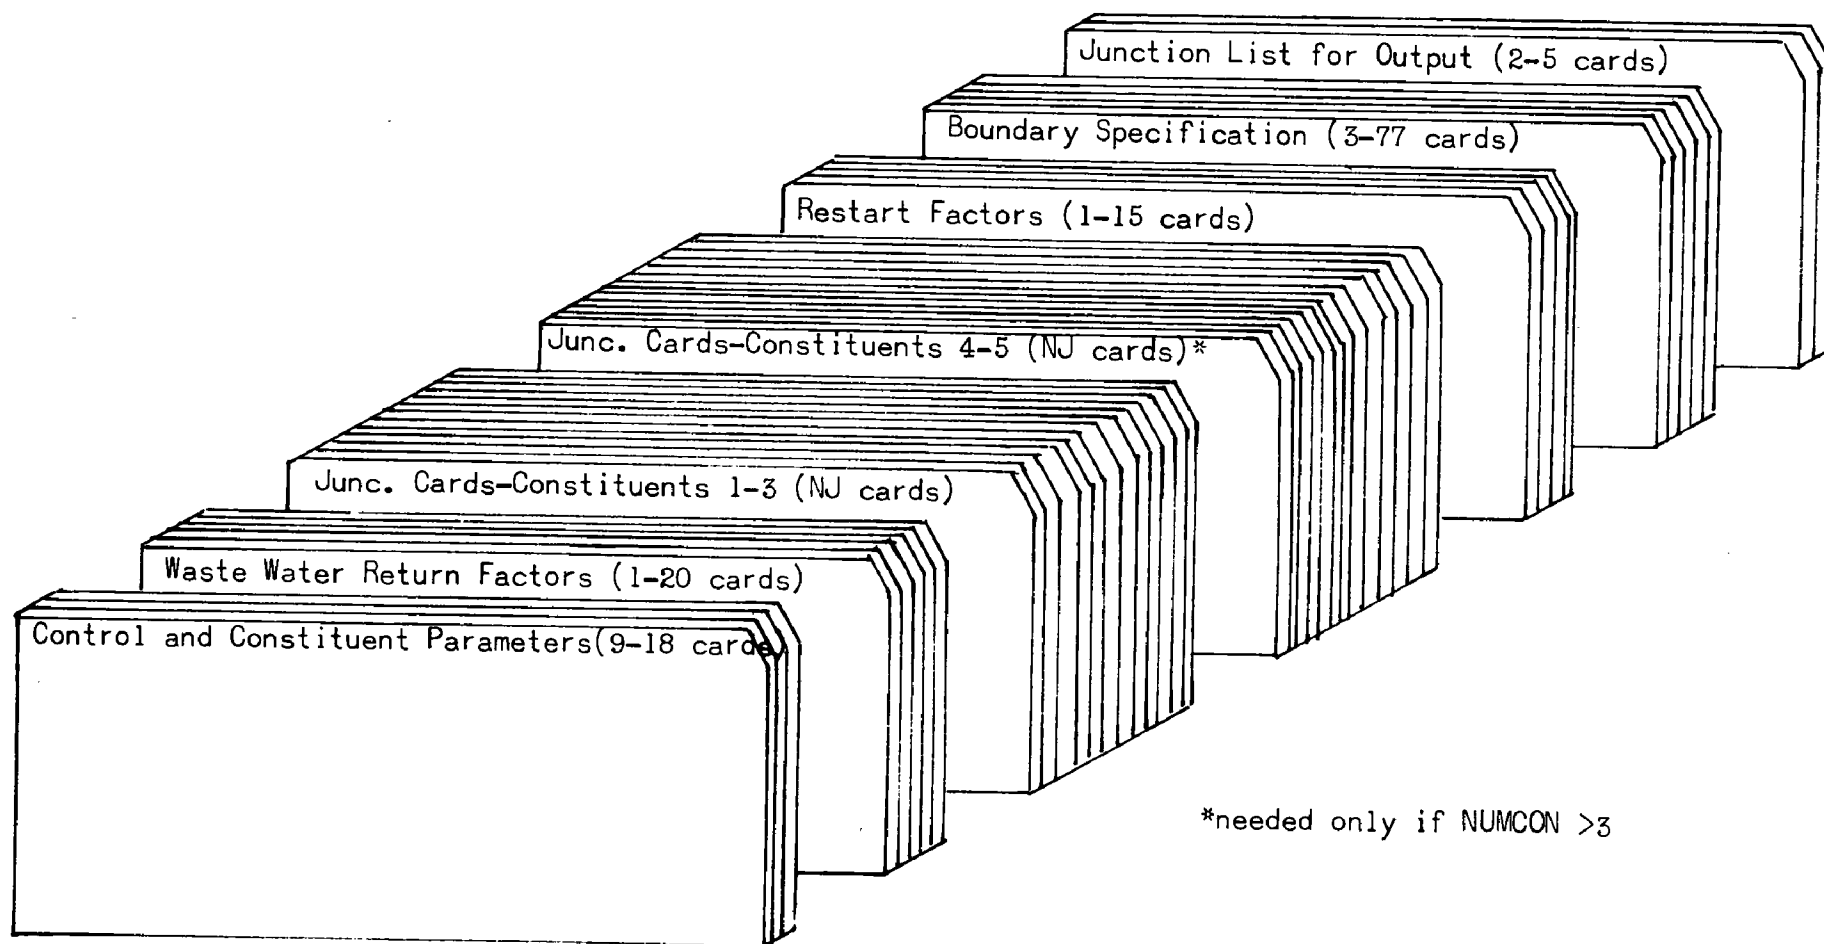 Junction List for Output (2-5 cards)
Boundary Specification (3-77 cards)
Restart Factors (1-15 cards)
Junc. Cards-Constituents 4-5 (NJ cards)*
Junc. Cards-Constituents 1-3 (NJ cards)
Waste Water Return Factors (1-20 cards)
Control and Constituent Parameters(9-18 cards)
*needed only if NUMCON >3